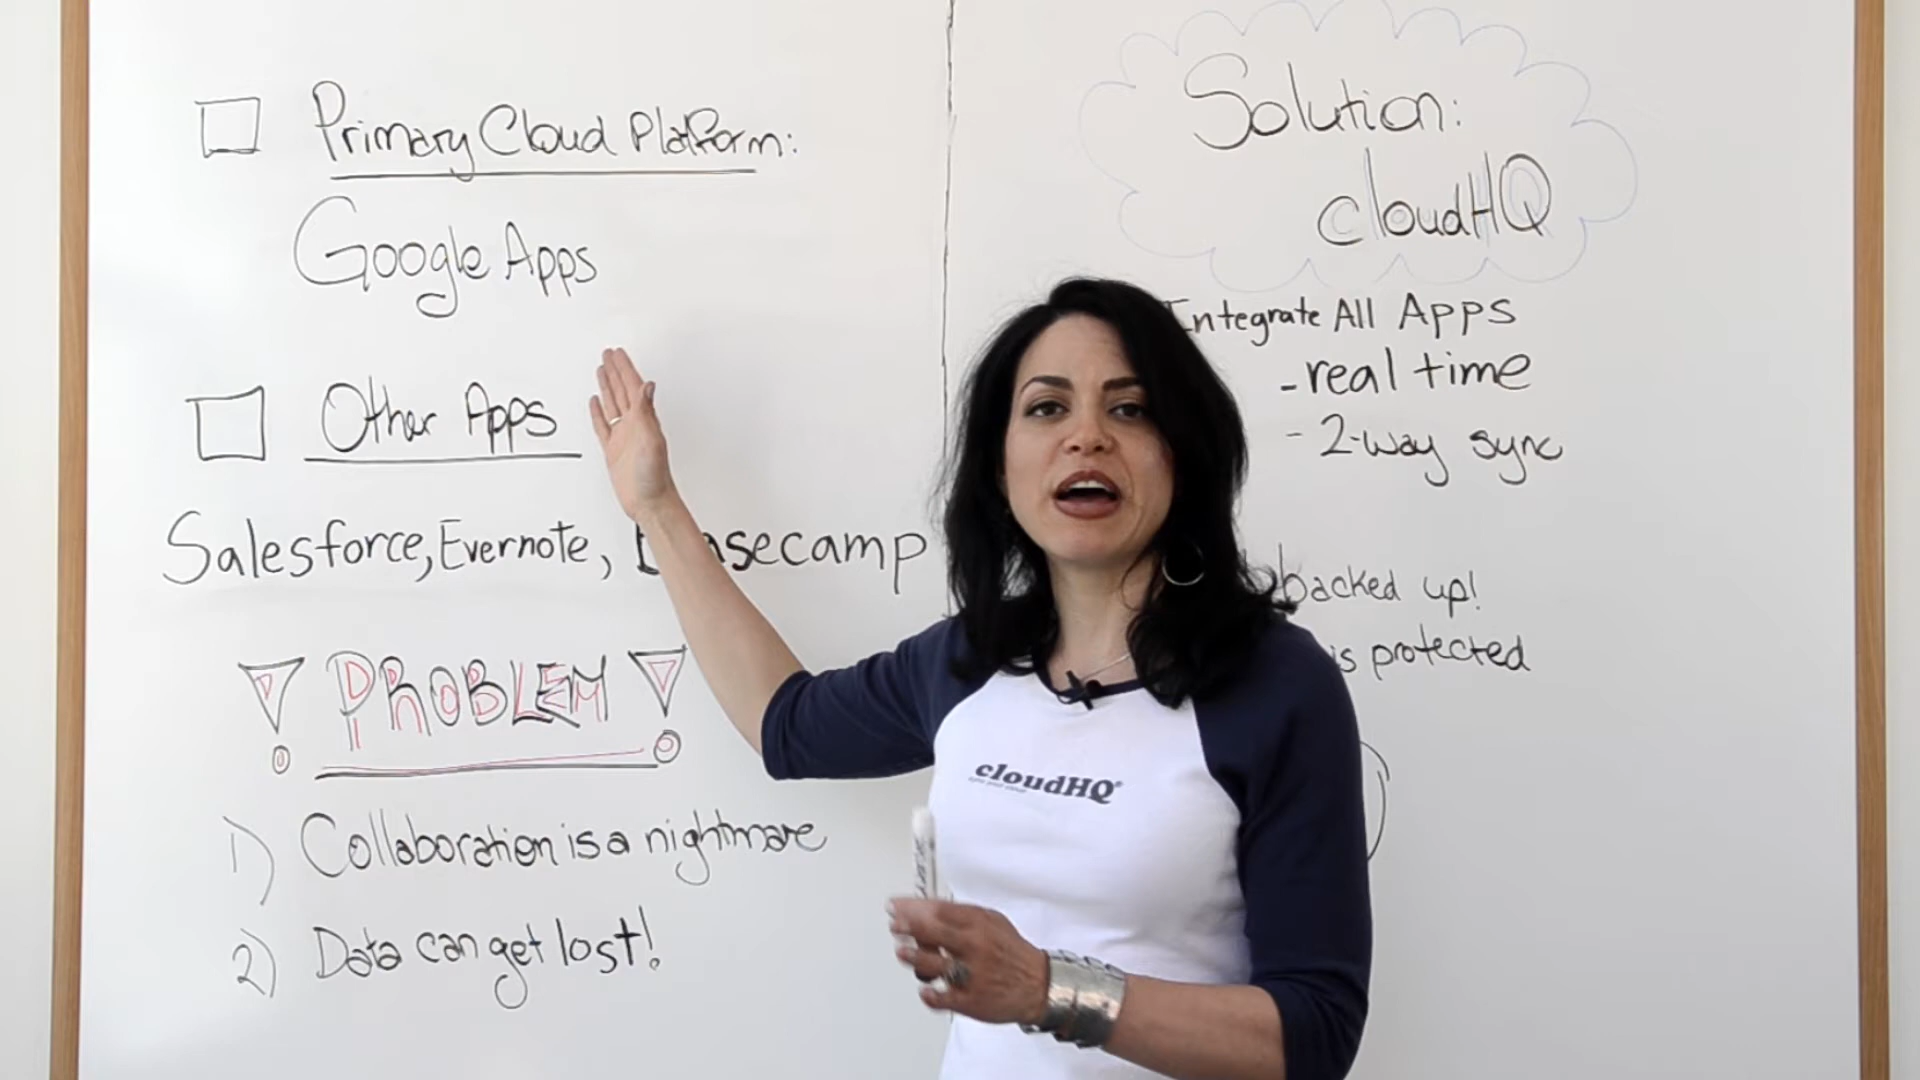 Primary Cloud Platform:
Google Apps
Other Apps
Salesforce, Evernote, asecamp
PROBLEM
1) Collaboration is a nightmare
2) Data can get lost!
Solution:
cloudHQ
Integrate All Apps
- real time
- 2-way sync
backed up!
is protected
cloudHQ